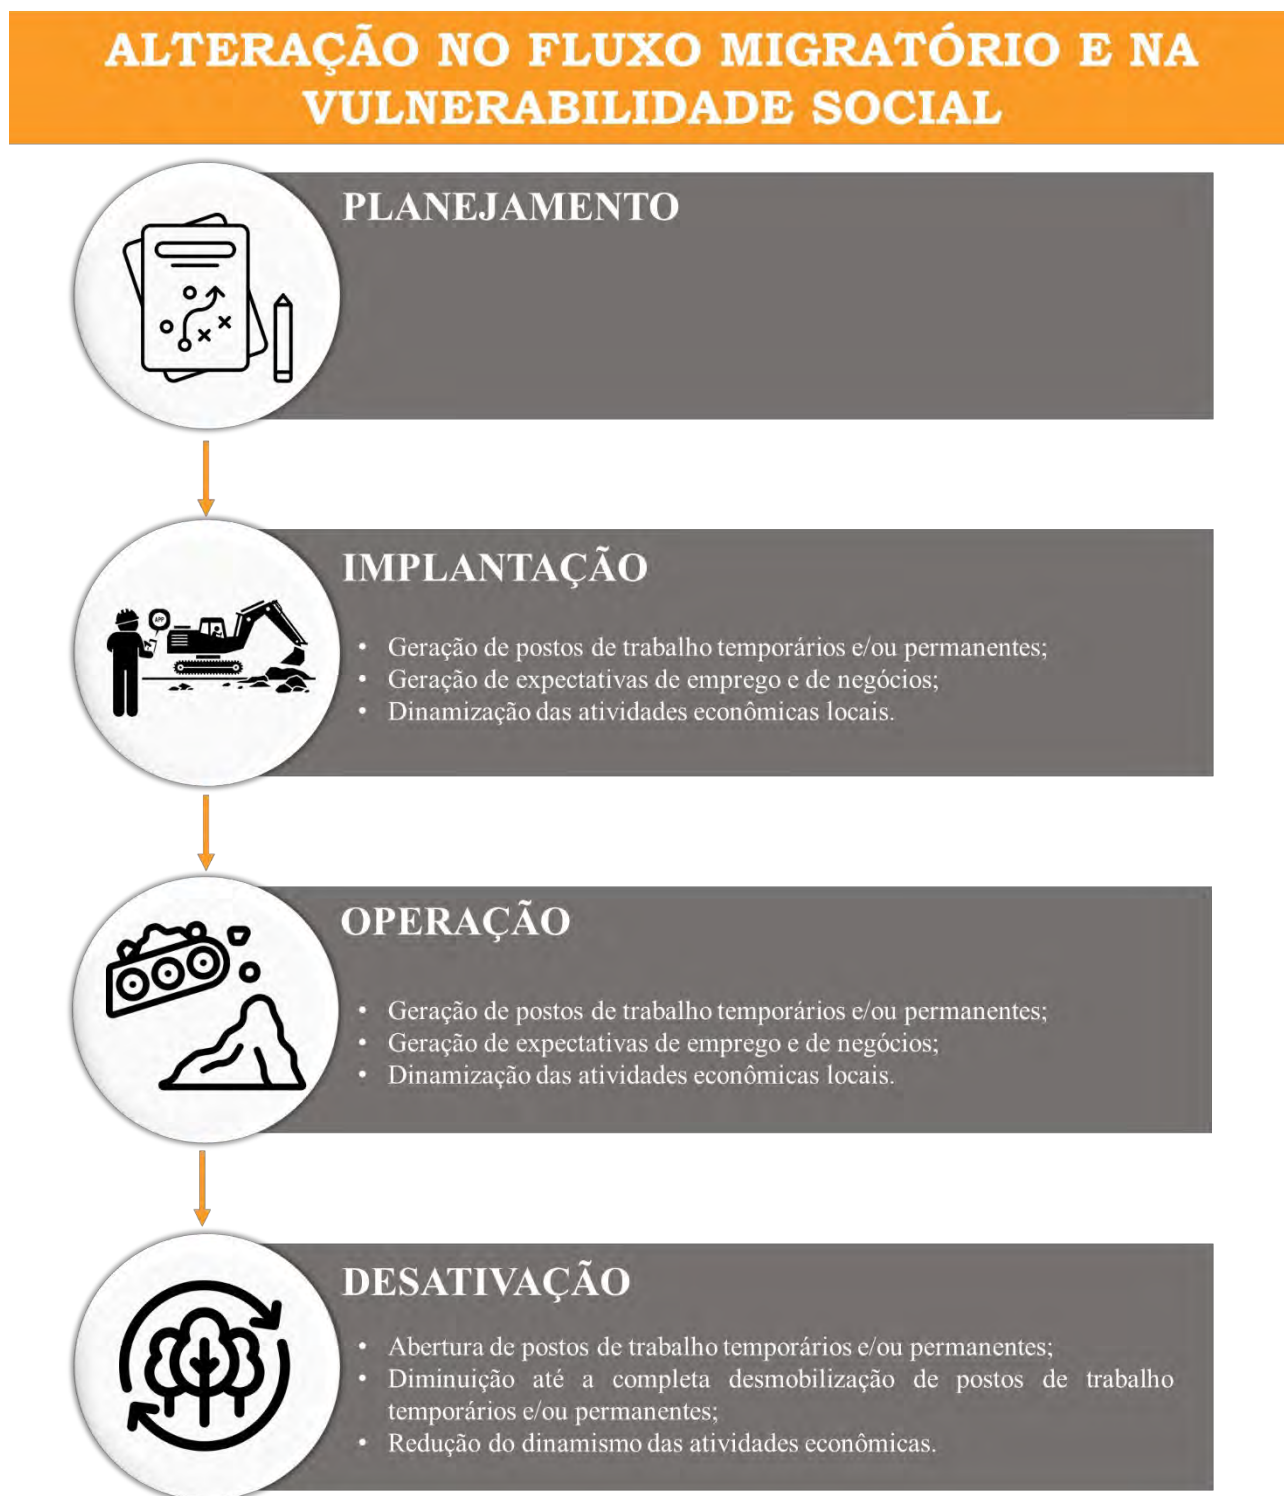 ALTERAÇÃO NO FLUXO MIGRATÓRIO E NA
VULNERABILIDADE SOCIAL
PLANEJAMENTO
IMPLANTAÇÃO
APP
• Geração de postos de trabalho temporários e/ou permanentes;
• Geração de expectativas de emprego e de negócios;
• Dinamização das atividades econômicas locais.
OPERAÇÃO
• Geração de postos de trabalho temporários e/ou permanentes;
• Geração de expectativas de emprego e de negócios;
• Dinamização das atividades econômicas locais.
DESATIVAÇÃO
• Abertura de postos de trabalho temporários e/ou permanentes;
• Diminuição até a completa desmobilização de postos de trabalho
temporários e/ou permanentes;
• Redução do dinamismo das atividades econômicas.